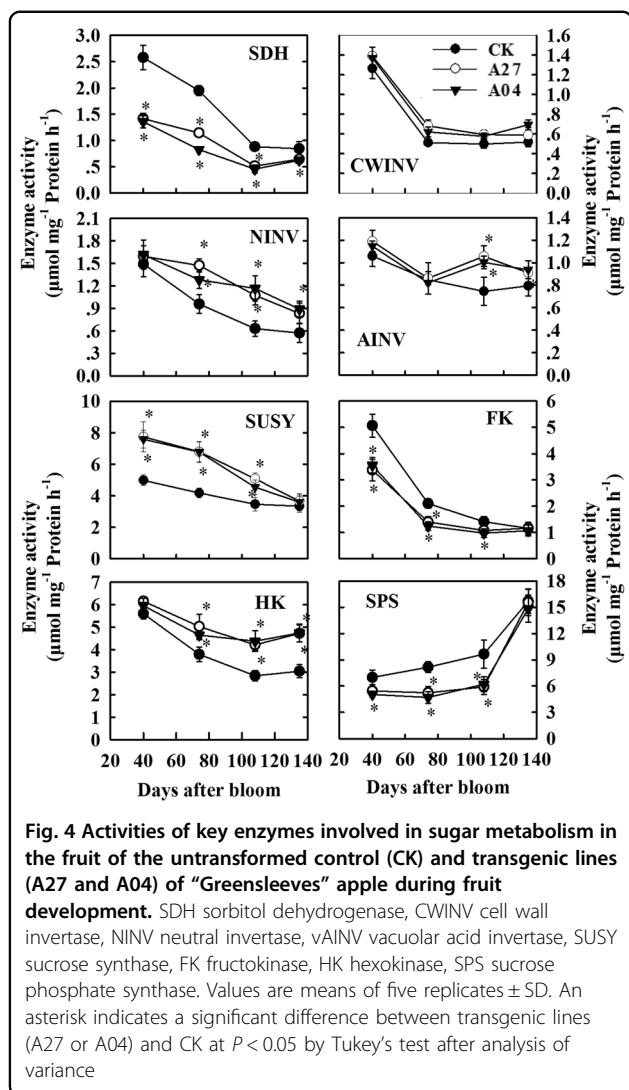 SDH
CK
A27
A04
CWINV
NINV
AINV
SUSY
FK
HK
SPS
4.0
3.5
3.0
2.5
2.0
1.5
1.0
.5
0.0
1.6
1.4
1.2
1.0
.8
.6
.4
.2
0.0
2.1
1.8
1.5
1.2
.9
.6
.3
0.0
1.4
1.2
1.0
.8
.6
.4
.2
0.0
10
8
6
4
2
0
6
5
4
3
2
1
0
7
6
5
4
3
2
1
0
18
15
12
9
6
3
0
Enzyme activity
(µmol mg⁻¹ Protein h⁻¹)
Enzyme activity
(µmol mg⁻¹ Protein h⁻¹)
Enzyme activity
(µmol mg⁻¹ Protein h⁻¹)
Enzyme activity
(µmol mg⁻¹ Protein h⁻¹)
20 40 60 80 100 120 140
20 40 60 80 100 120 140
Days after bloom
Days after bloom
Fig. 4 Activities of key enzymes involved in sugar metabolism in
the fruit of the untransformed control (CK) and transgenic lines
(A27 and A04) of “Greensleeves” apple during fruit
development. SDH sorbitol dehydrogenase, CWINV cell wall
invertase, NINV neutral invertase, vAINV vacuolar acid invertase, SUSY
sucrose synthase, FK fructokinase, HK hexokinase, SPS sucrose
phosphate synthase. Values are means of five replicates ± SD. An
asterisk indicates a significant difference between transgenic lines
(A27 or A04) and CK at P < 0.05 by Tukey’s test after analysis of
variance